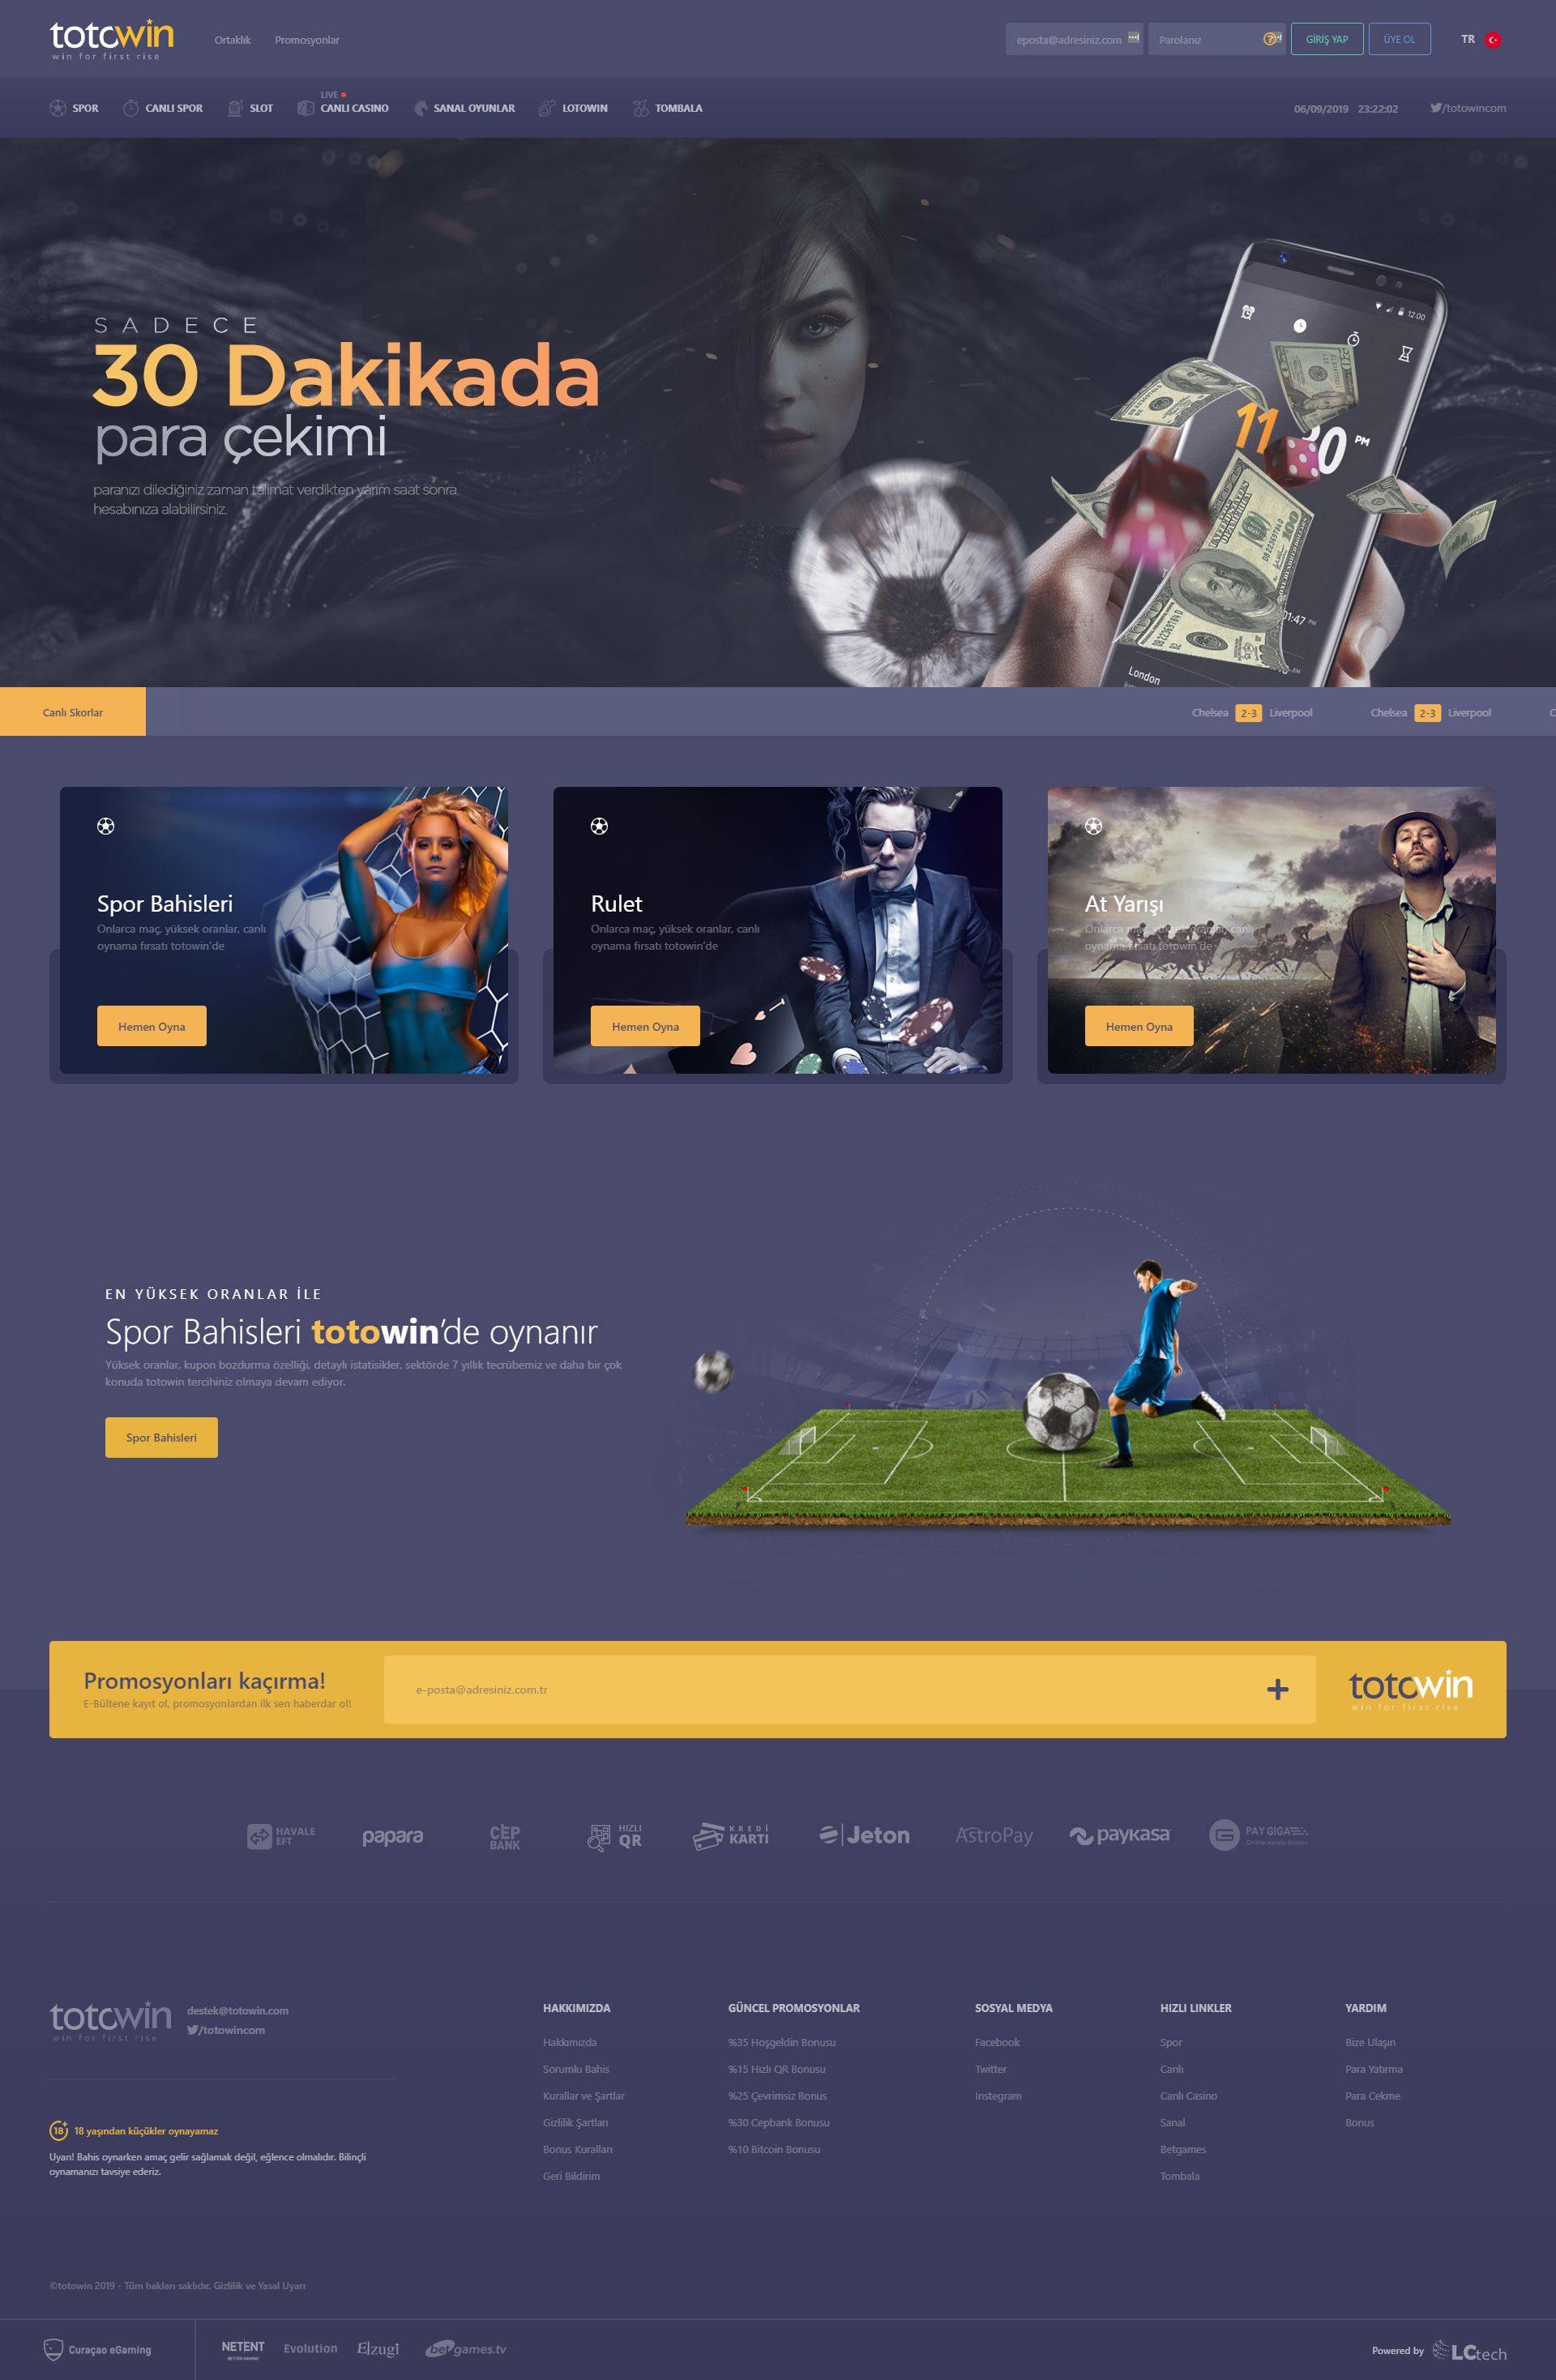 totowin
win for first rise
Ortaklık
Promosyonlar
eposta@adresiniz.com
Parolanız
GİRİŞ YAP
ÜYE OL
TR
SPOR
CANLI SPOR
SLOT
LIVE
CANLI CASINO
SANAL OYUNLAR
LOTOWIN
TOMBALA
06/09/2019 23:22:02
/totowincom
SADECE
30 Dakikada
para çekimi
paranızı dilediğiniz zaman talimat verdikten yarım saat sonra
hesabınıza alabilirsiniz.
12:00
11
30 PM
London
Canlı Skorlar
Chelsea 2-3 Liverpool
Chelsea 2-3 Liverpool
Spor Bahisleri
Onlarca maç, yüksek oranlar, canlı
oynama fırsatı totowin'de
Hemen Oyna
Rulet
Onlarca maç, yüksek oranlar, canlı
oynama fırsatı totowin'de
Hemen Oyna
At Yarışı
Onlarca maç, yüksek oranlar, canlı
oynama fırsatı totowin'de
Hemen Oyna
EN YÜKSEK ORANLAR İLE
Spor Bahisleri totowin'de oynanır
Yüksek oranlar, kupon bozdurma özelliği, detaylı istatisikler, sektörde 7 yıllık tecrübemiz ve daha bir çok
konuda totowin tercihiniz olmaya devam ediyor.
Spor Bahisleri
Promosyonları kaçırma!
E-Bültene kayıt ol, promosyonlardan ilk sen haberdar ol!
e-posta@adresiniz.com.tr
totowin
win for first rise
HAVALE
EFT
papara
CEP
BANK
HIZLI
QR
KREDİ
KARTI
Jeton
AstroPay
paykasa
PAY GIGA
Online Havale Sistemi
totowin
win for first rise
destek@totowin.com
/totowincom
18+ 18 yaşından küçükler oynayamaz
Uyarı! Bahis oynarken amaç gelir sağlamak değil, eğlence olmalıdır. Bilinçli
oynamanızı tavsiye ederiz.
HAKKIMIZDA
Hakkımızda
Sorumlu Bahis
Kurallar ve Şartlar
Gizlilik Şartları
Bonus Kuralları
Geri Bildirim
GÜNCEL PROMOSYONLAR
%35 Hoşgeldin Bonusu
%15 Hızlı QR Bonusu
%25 Çevrimsiz Bonus
%30 Cepbank Bonusu
%10 Bitcoin Bonusu
SOSYAL MEDYA
Facebook
Twitter
Instegram
HIZLI LINKLER
Spor
Canlı
Canlı Casino
Sanal
Betgames
Tombala
YARDIM
Bize Ulaşın
Para Yatırma
Para Cekme
Bonus
©totowin 2019 - Tüm hakları saklıdır. Gizlilik ve Yasal Uyarı
Curaçao eGaming
NETENT
BETTER GAMING
Evolution
Elzugi
betgames.tv
Powered by
LCtech